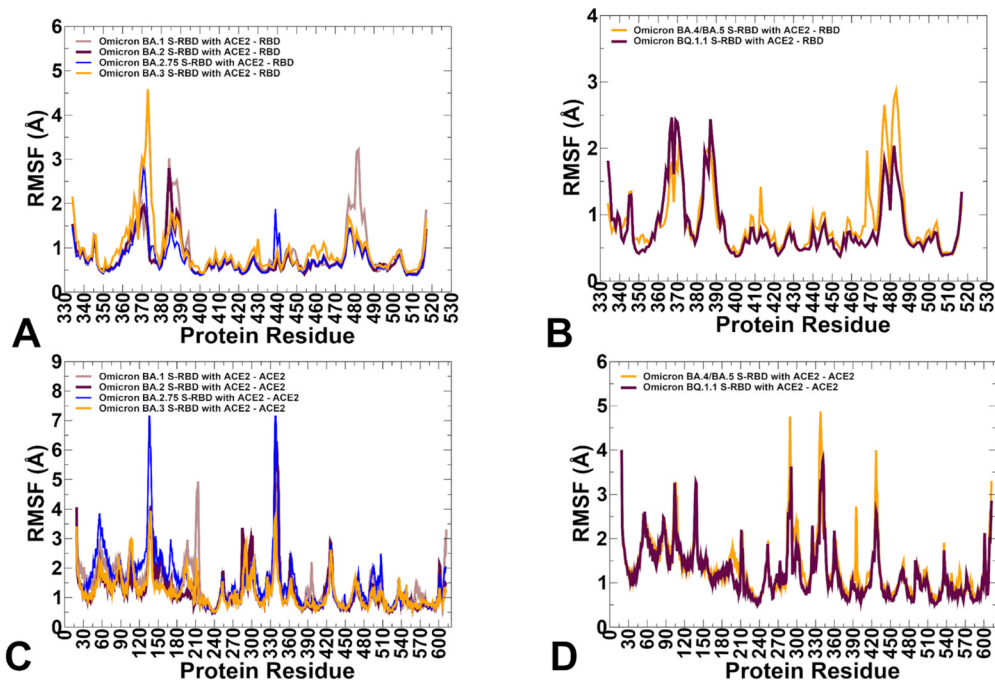 6
5
4
3
2
1
0
RMSF (Å)
Omicron BA.1 S-RBD with ACE2 - RBD
Omicron BA.2 S-RBD with ACE2 - RBD
Omicron BA.2.75 S-RBD with ACE2 - RBD
Omicron BA.3 S-RBD with ACE2 - RBD
330 340 350 360 370 380 390 400 410 420 430 440 450 460 470 480 490 500 510 520 530
Protein Residue
A
4
3
2
1
0
RMSF (Å)
Omicron BA.4/BA.5 S-RBD with ACE2 - RBD
Omicron BQ.1.1 S-RBD with ACE2 - RBD
330 340 350 360 370 380 390 400 410 420 430 440 450 460 470 480 490 500 510 520 530
Protein Residue
B
9
8
7
6
5
4
3
2
1
0
RMSF (Å)
Omicron BA.1 S-RBD with ACE2 - ACE2
Omicron BA.2 S-RBD with ACE2 - ACE2
Omicron BA.2.75 S-RBD with ACE2 - ACE2
Omicron BA.3 S-RBD with ACE2 - ACE2
0 30 60 90 120 150 180 210 240 270 300 330 360 390 420 450 480 510 540 570 600
Protein Residue
C
6
5
4
3
2
1
0
RMSF (Å)
Omicron BA.4/BA.5 S-RBD with ACE2 - ACE2
Omicron BQ.1.1 S-RBD with ACE2 - ACE2
0 30 60 90 120 150 180 210 240 270 300 330 360 390 420 450 480 510 540 570 600
Protein Residue
D